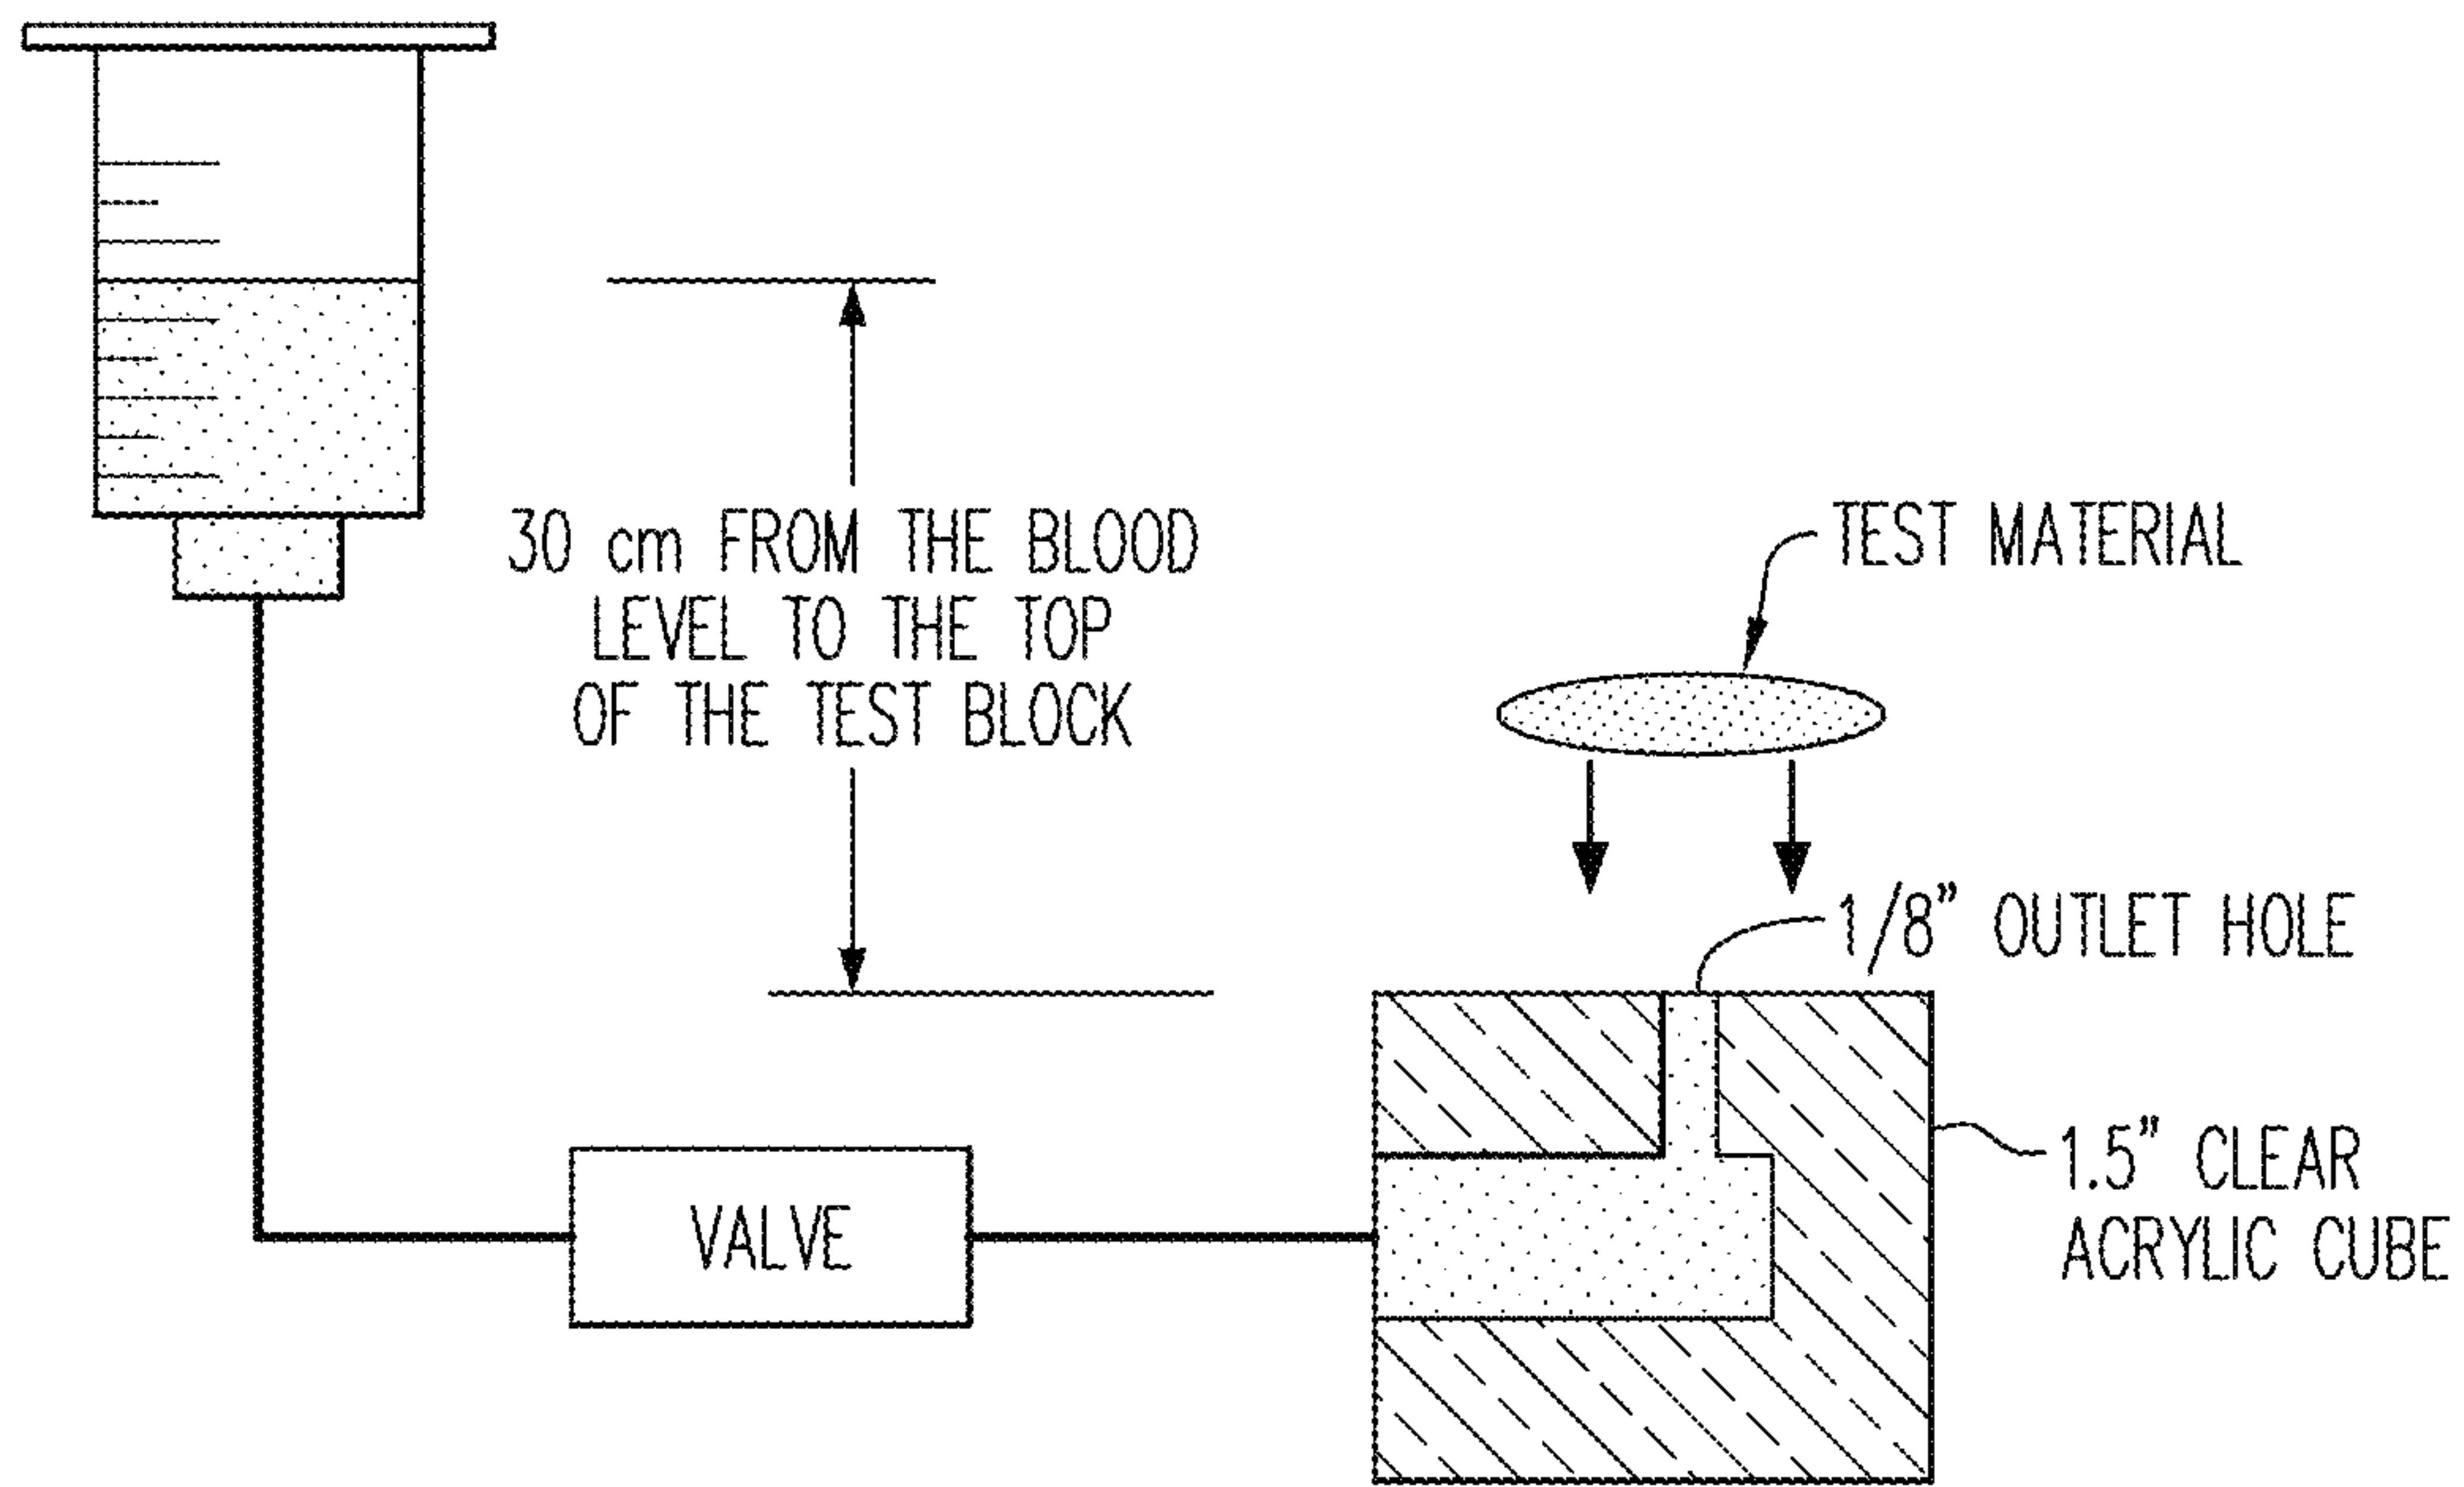 30 cm FROM THE BLOOD
LEVEL TO THE TOP
OF THE TEST BLOCK
TEST MATERIAL
1/8” OUTLET HOLE
VALVE
1.5” CLEAR
ACRYLIC CUBE